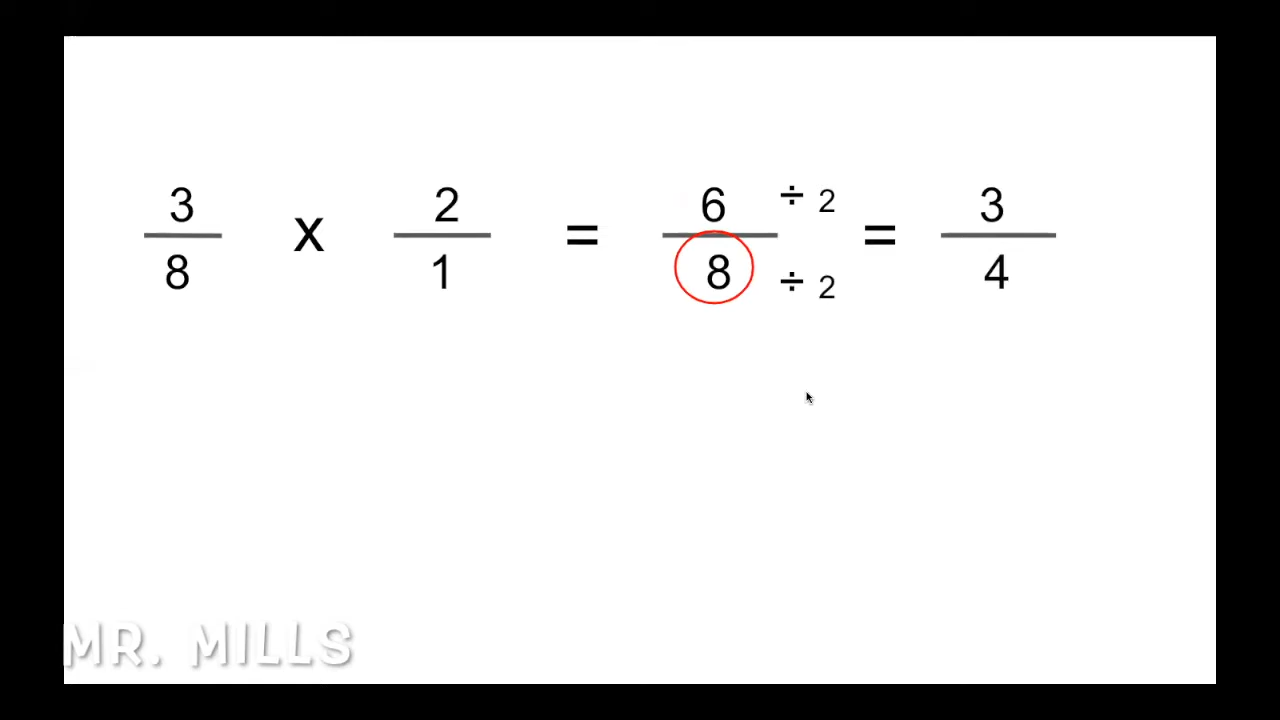 3/8 x 2/1 = 6/8 ÷ 2 ÷ 2 = 3/4
MR. MILLS